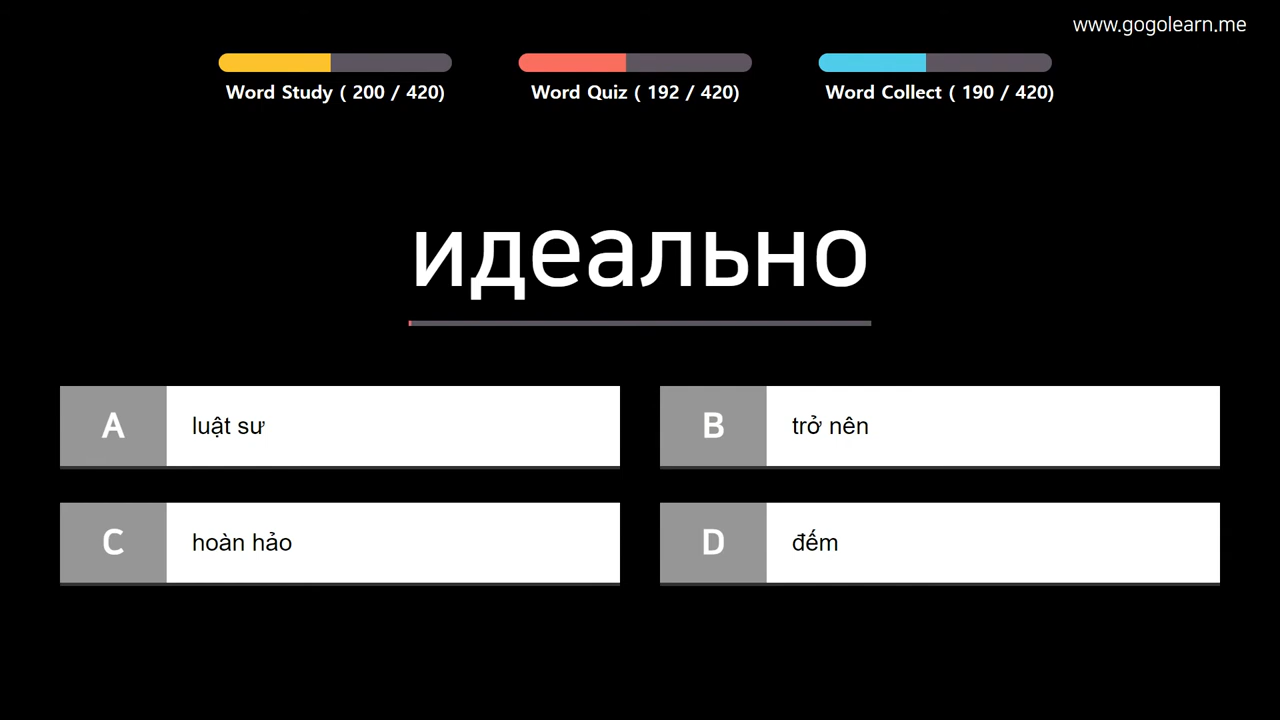 www.gogolearn.me
Word Study ( 200 / 420)
Word Quiz ( 192 / 420)
Word Collect ( 190 / 420)
идеально
A luật sư
B trở nên
C hoàn hảo
D đếm